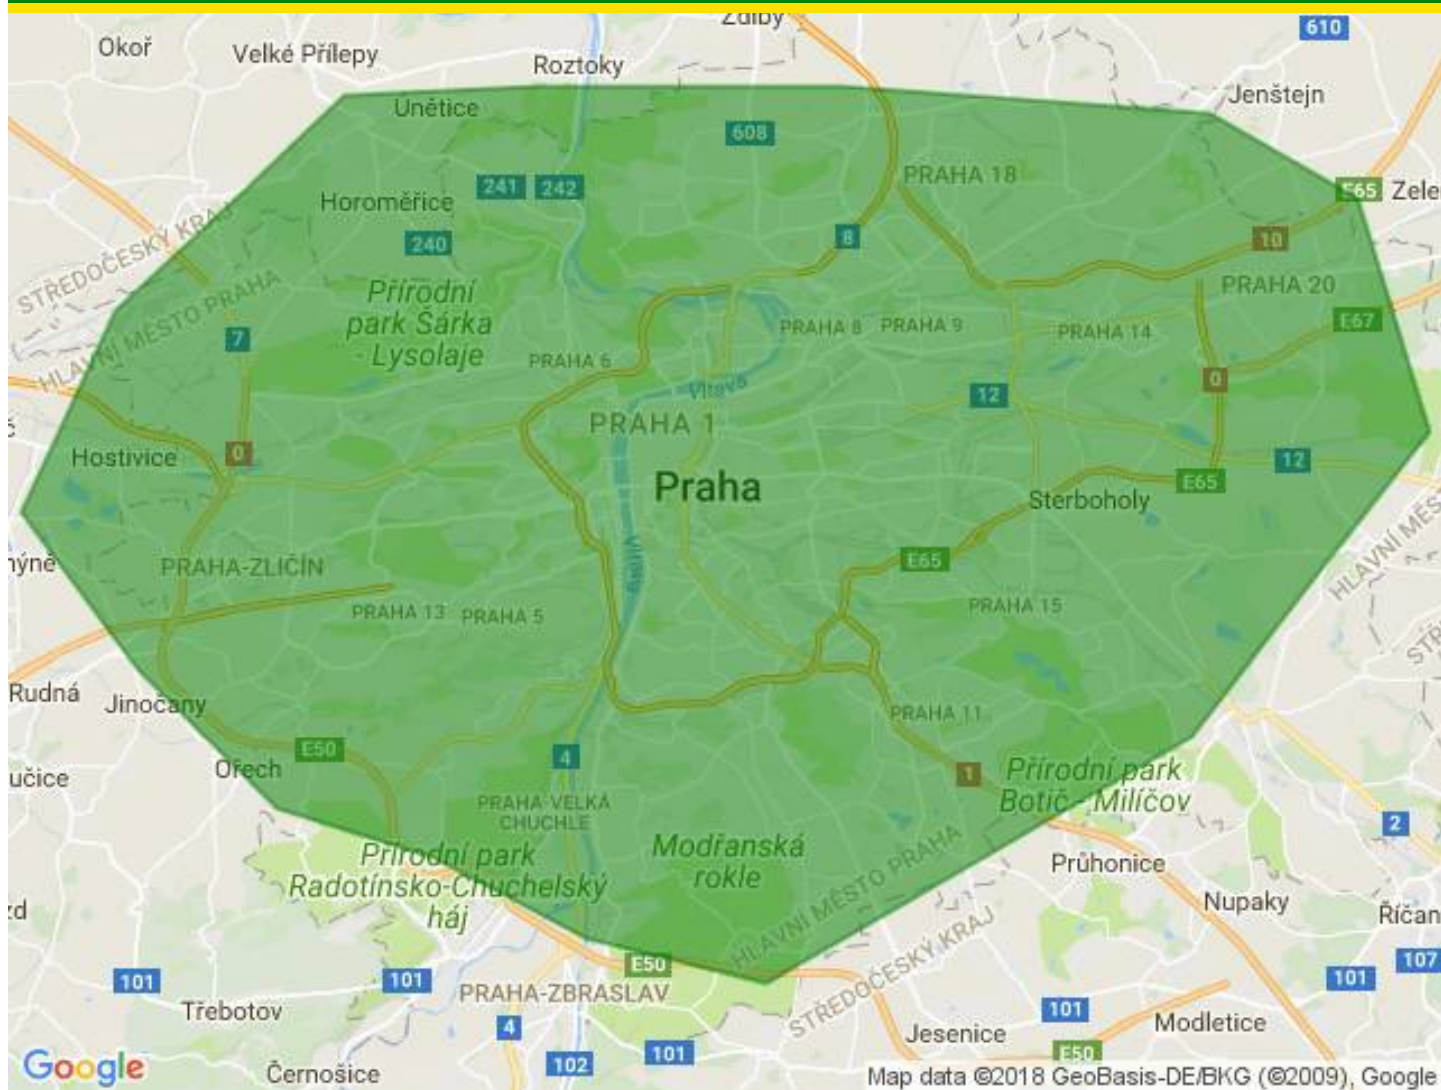 Zdiby
610
Okoř
Velké Přílepy
Roztoky
Jenštejn
Únětice
608
PRAHA 18
241
242
E65
Zele
Horoměřice
8
10
240
STŘEDOČESKÝ KRAJ
HLAVNÍ MĚSTO PRAHA
Přírodní
park Šárka
- Lysolaje
PRAHA 20
7
PRAHA 8
PRAHA 9
PRAHA 14
E67
PRAHA 6
Vltava
12
0
PRAHA 1
Hostivice
0
12
Praha
E65
Sterboholy
HLAVNÍ MĚS
Vltava
E65
ýně
PRAHA-ZLIČÍN
PRAHA 13
PRAHA 5
PRAHA 15
STŘ
Rudná
Jinočany
PRAHA 11
E50
4
Ořech
1
Přírodní park
Botič - Milíčov
učice
PRAHA-VELKÁ
CHUCHLE
2
Modřanská
rokle
Přírodní park
Radotínsko-Chuchelský
háj
Průhonice
HLAVNÍ MĚSTO PRAHA
Nupaky
Říčan
zd
STŘEDOČESKÝ KRAJ
107
101
101
E50
101
PRAHA-ZBRASLAV
Třebotov
101
4
Jesenice
Modletice
101
E50
102
Google
Černošice
Map data ©2018 GeoBasis-DE/BKG (©2009), Google